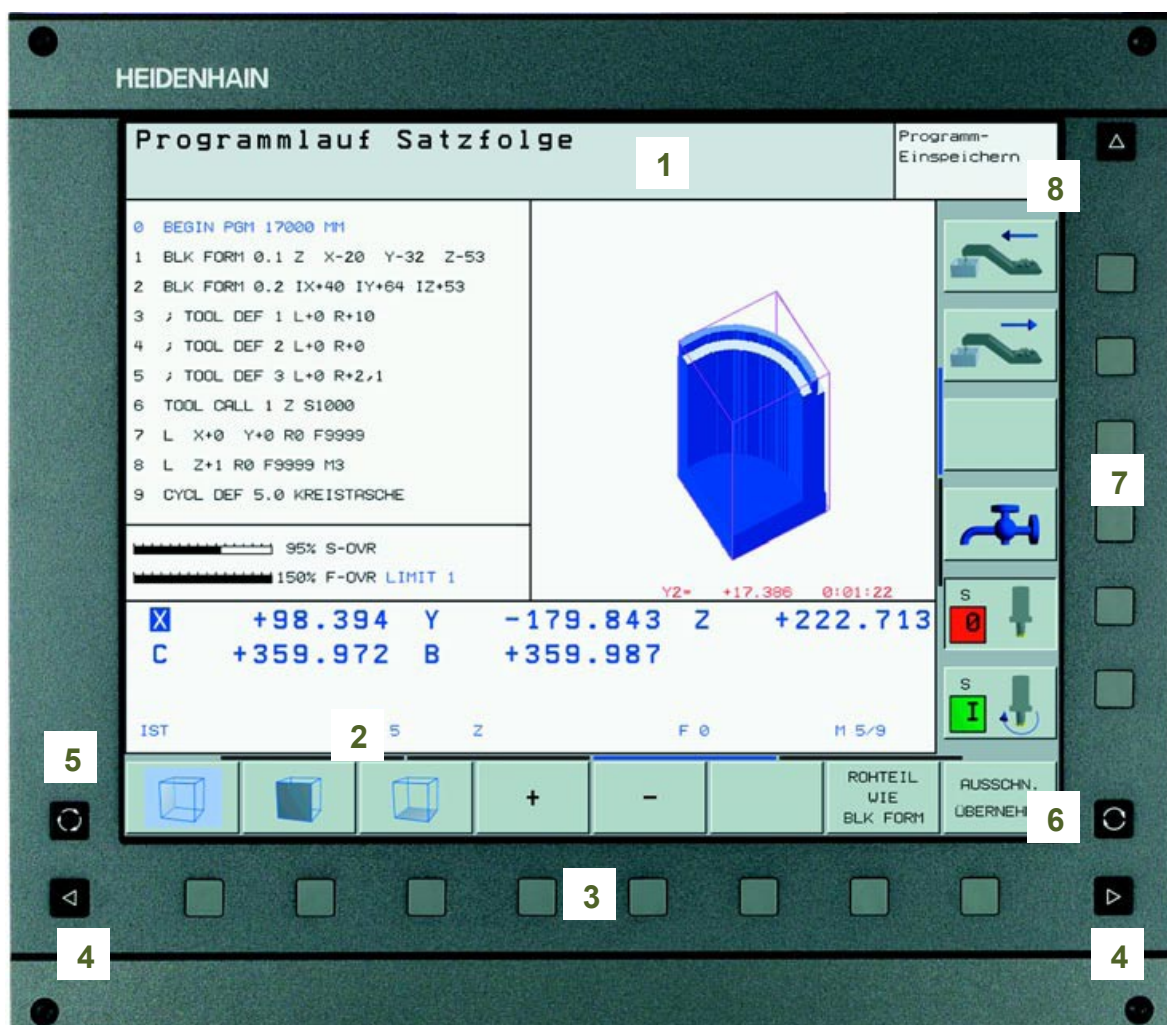 HEIDENHAIN
Programmlauf Satzfolge
1
Programm-
Einspeichern
8
0 BEGIN PGM 17000 MM
1 BLK FORM 0.1 Z X-20 Y-32 Z-53
2 BLK FORM 0.2 IX+40 IY+64 IZ+53
3 ; TOOL DEF 1 L+0 R+10
4 ; TOOL DEF 2 L+0 R+0
5 ; TOOL DEF 3 L+0 R+2,1
6 TOOL CALL 1 Z S1000
7 L X+0 Y+0 R0 F9999
8 L Z+1 R0 F9999 M3
9 CYCL DEF 5.0 KREISTASCHE
7
95% S-OVR
150% F-OVR LIMIT 1
+17.386 0:01:22
S
0
X +98.394 Y -179.843 Z +222.713
C +359.972 B +359.987
S
I
IST 5 Z F 0 M 5/9
2
5
+ -
ROHTEIL
WIE
BLK FORM
AUSSCHN.
6
3
4
4